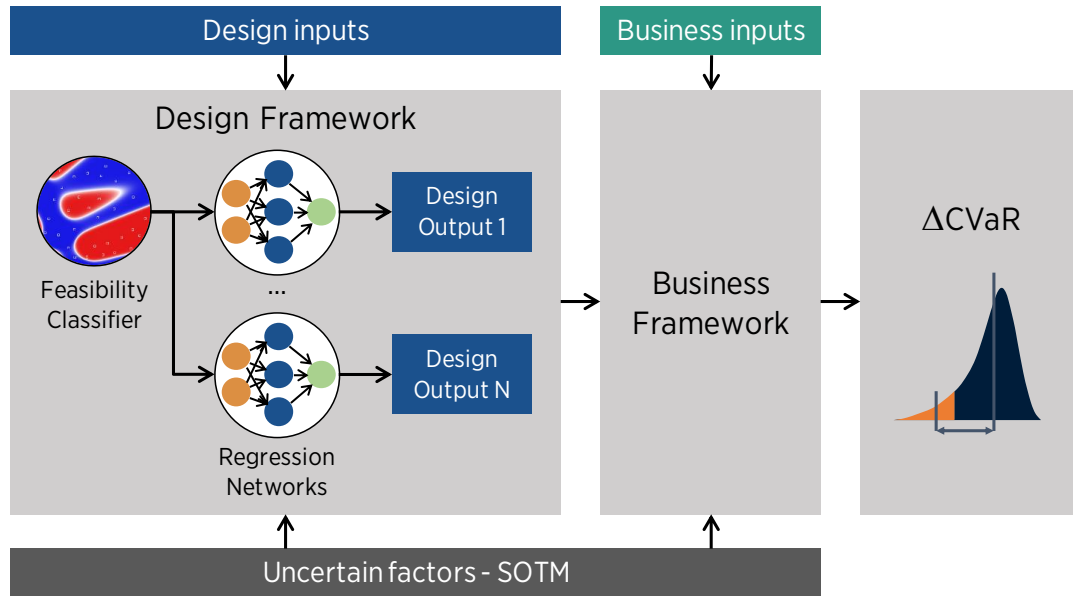 Design inputs
Business inputs
Design Framework
Feasibility
Classifier
Design
Output 1
...
Design
Output N
Regression
Networks
Business
Framework
ΔCVaR
Uncertain factors - SOTM